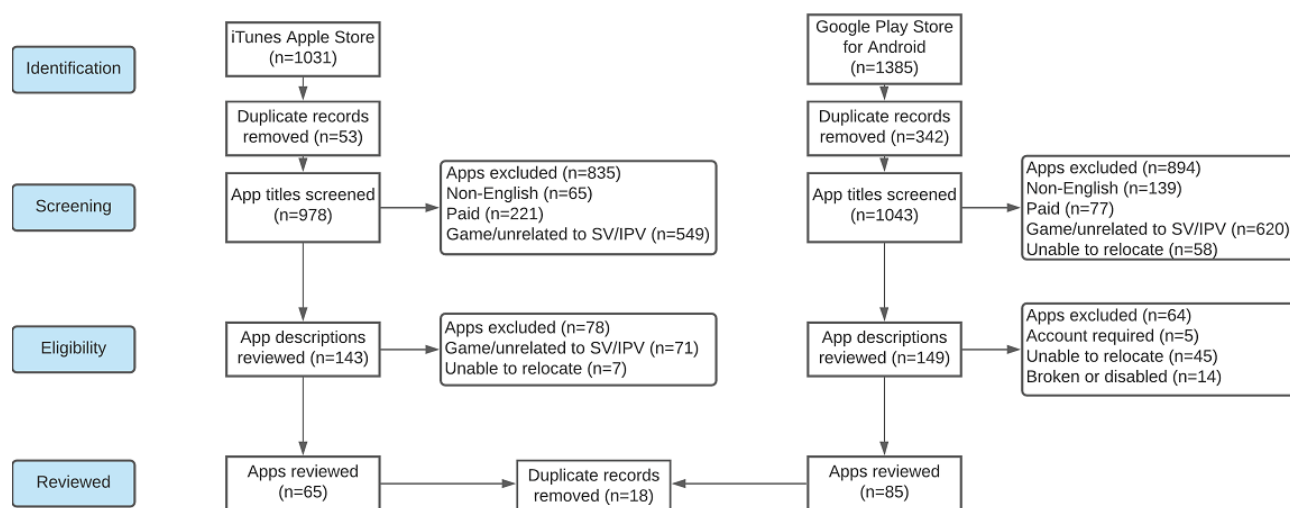 Identification
iTunes Apple Store
(n=1031)
Google Play Store
for Android
(n=1385)
Duplicate records
removed (n=53)
Duplicate records
removed (n=342)
Screening
App titles screened
(n=978)
Apps excluded (n=835)
Non-English (n=65)
Paid (n=221)
Game/unrelated to SV/IPV (n=549)
App titles screened
(n=1043)
Apps excluded (n=894)
Non-English (n=139)
Paid (n=77)
Game/unrelated to SV/IPV (n=620)
Unable to relocate (n=58)
Eligibility
App descriptions
reviewed (n=143)
Apps excluded (n=78)
Game/unrelated to SV/IPV (n=71)
Unable to relocate (n=7)
App descriptions
reviewed (n=149)
Apps excluded (n=64)
Account required (n=5)
Unable to relocate (n=45)
Broken or disabled (n=14)
Reviewed
Apps reviewed
(n=65)
Duplicate records
removed (n=18)
Apps reviewed
(n=85)